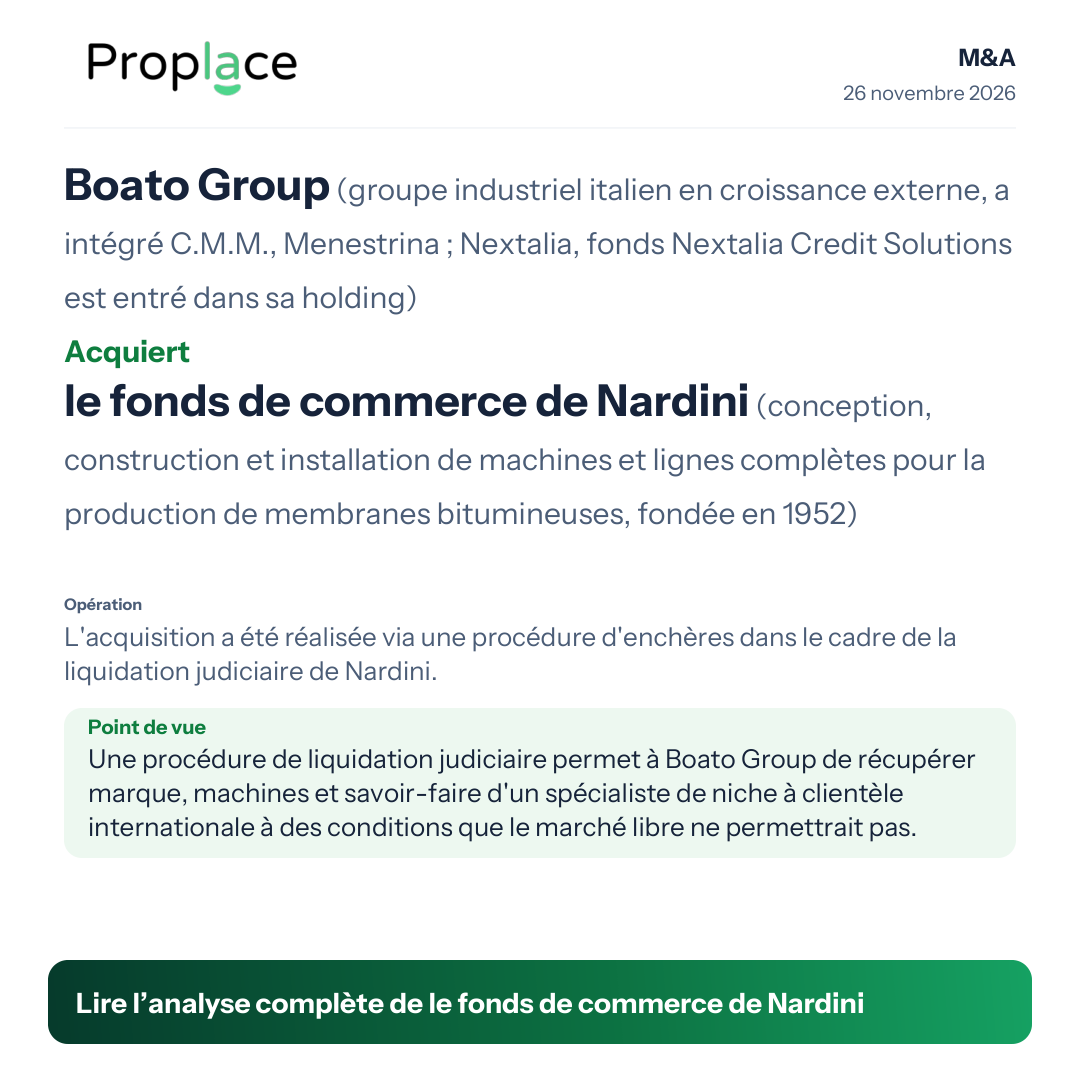 Proplace
M&A
26 novembre 2026
Boato Group (groupe industriel italien en croissance externe, a
intégré C.M.M., Menestrina ; Nextalia, fonds Nextalia Credit Solutions
est entré dans sa holding)
Acquiert
le fonds de commerce de Nardini (conception,
construction et installation de machines et lignes complètes pour la
production de membranes bitumineuses, fondée en 1952)
Opération
L'acquisition a été réalisée via une procédure d'enchères dans le cadre de la
liquidation judiciaire de Nardini.
Point de vue
Une procédure de liquidation judiciaire permet à Boato Group de récupérer
marque, machines et savoir-faire d'un spécialiste de niche à clientèle
internationale à des conditions que le marché libre ne permettrait pas.
Lire l’analyse complète de le fonds de commerce de Nardini